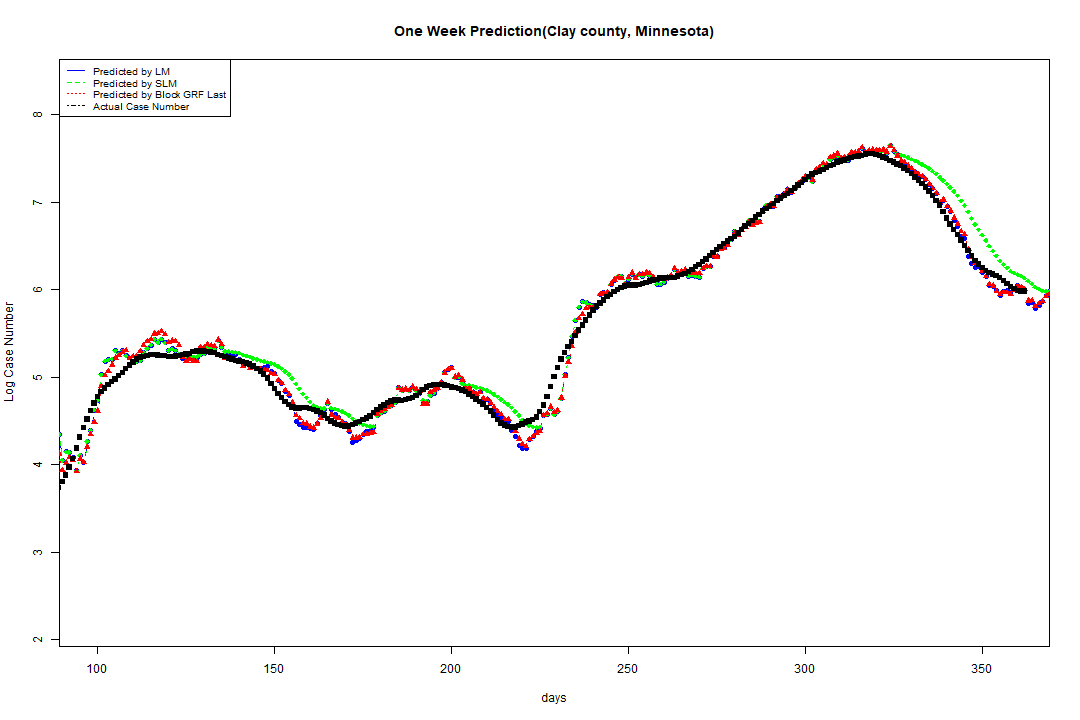 One Week Prediction(Clay county, Minnesota)
Predicted by LM
Predicted by SLM
Predicted by Block GRF Last
Actual Case Number
8
7
6
5
4
3
2
Log Case Number
100 150 200 250 300 350
days